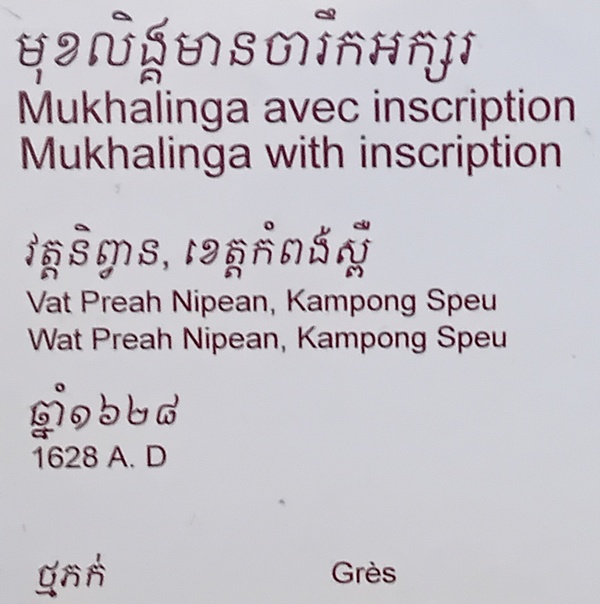 មុខលិង្គមានចារឹកអក្សរ
Mukhalinga avec inscription
Mukhalinga with inscription
វត្តនិព្វាន, ខេត្តកំពង់ស្ពឺ
Vat Preah Nipean, Kampong Speu
Wat Preah Nipean, Kampong Speu
ឆ្នាំ១៦២៨
1628 A. D
ថ្មភក់ Grès